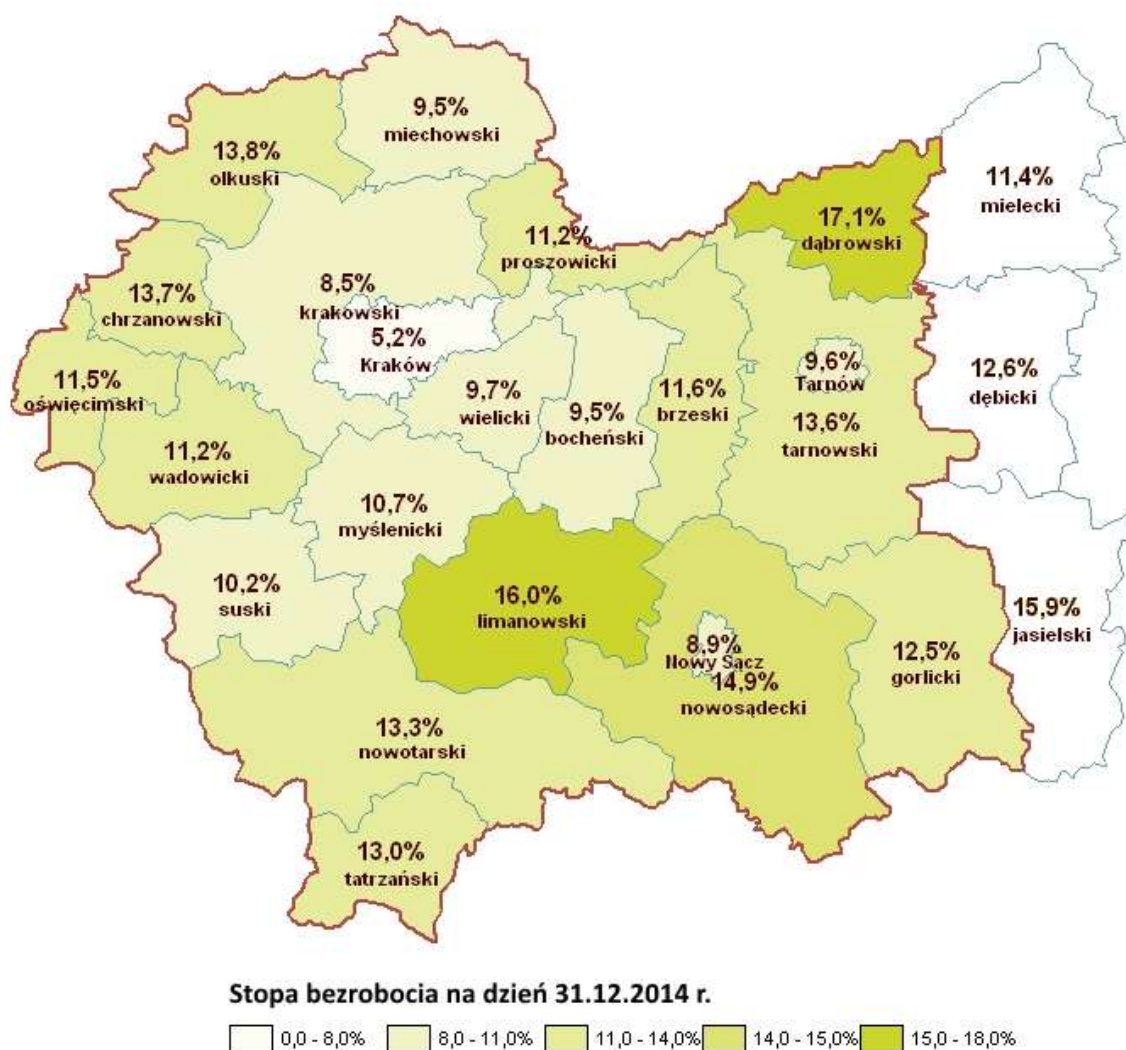 9,5%
miechowski
13,8%
olkuski
11,4%
mielecki
17,1%
dąbrowski
11,2%
proszowicki
8,5%
krakowski
13,7%
chrzanowski
5,2%
Kraków
9,6%
Tarnów
12,6%
dębicki
11,5%
oświęcimski
9,7%
wielicki
11,6%
brzeski
9,5%
bocheński
13,6%
tarnowski
11,2%
wadowicki
10,7%
myślenicki
10,2%
suski
16,0%
limanowski
15,9%
jasielski
8,9%
Nowy Sącz
14,9%
nowosądecki
12,5%
gorlicki
13,3%
nowotarski
13,0%
tatrzański
Stopa bezrobocia na dzień 31.12.2014 r.
0,0 - 8,0% 8,0 - 11,0% 11,0 - 14,0% 14,0 - 15,0% 15,0 - 18,0%